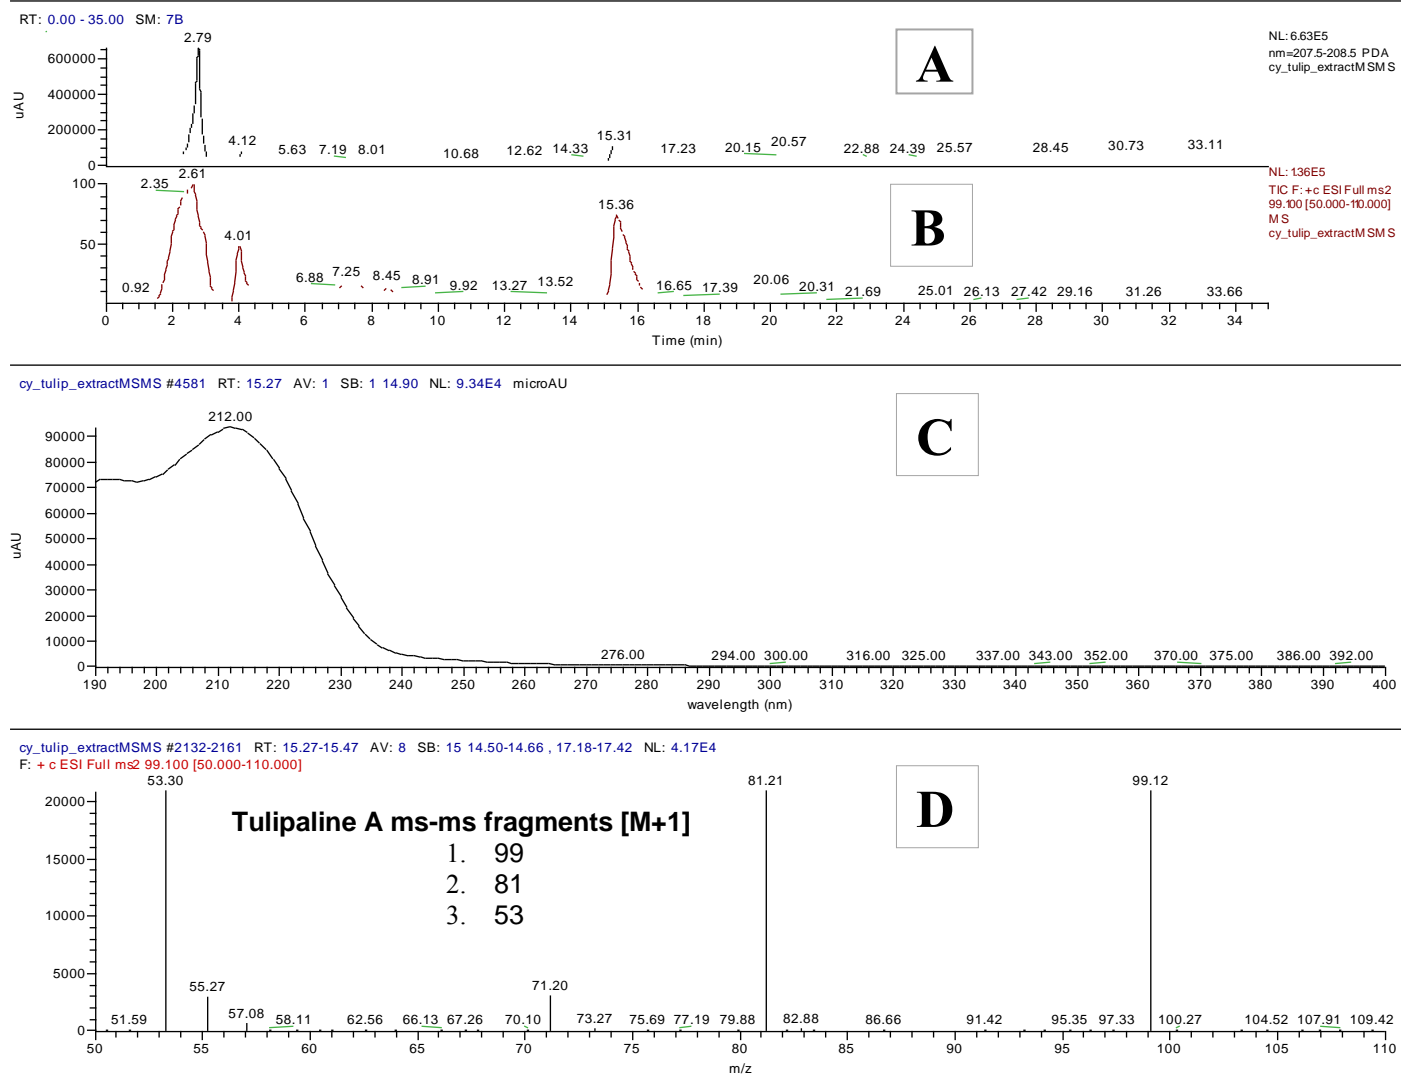 RT: 0.00 - 35.00 SM: 7B
2.79
A
NL: 6.63E5
nm=207.5-208.5 PDA
cy_tulip_extractMSMS
600000
400000
200000
0
uAU
4.12 5.63 7.19 8.01 10.68 12.62 14.33 15.31 17.23 20.15 20.57 22.88 24.39 25.57 28.45 30.73 33.11
NL: 1.36E5
TIC F: + c ESI Full ms2
99.100 [50.000-110.000]
MS
cy_tulip_extractMSMS
B
100
50
0.92 2.35 2.61 4.01 6.88 7.25 8.45 8.91 9.92 13.27 13.52 15.36 16.65 17.39 20.06 20.31 21.69 25.01 26.13 27.42 29.16 31.26 33.66
0 2 4 6 8 10 12 14 16 18 20 22 24 26 28 30 32 34
Time (min)
cy_tulip_extractMSMS #4581 RT: 15.27 AV: 1 SB: 1 14.90 NL: 9.34E4 microAU
212.00
C
90000
80000
70000
60000
50000
40000
30000
20000
10000
0
uAU
276.00 294.00 300.00 316.00 325.00 337.00 343.00 352.00 370.00 375.00 386.00 392.00
190 200 210 220 230 240 250 260 270 280 290 300 310 320 330 340 350 360 370 380 390 400
wavelength (nm)
cy_tulip_extractMSMS #2132-2161 RT: 15.27-15.47 AV: 8 SB: 15 14.50-14.66 , 17.18-17.42 NL: 4.17E4
F: + c ESI Full ms2 99.100 [50.000-110.000]
53.30 81.21 99.12
D
Tulipaline A ms-ms fragments [M+1]
1. 99
2. 81
3. 53
20000
15000
10000
5000
0
51.59 55.27 57.08 58.11 62.56 66.13 67.26 70.10 71.20 73.27 75.69 77.19 79.88 82.88 86.66 91.42 95.35 97.33 100.27 104.52 107.91 109.42
50 55 60 65 70 75 80 85 90 95 100 105 110
m/z